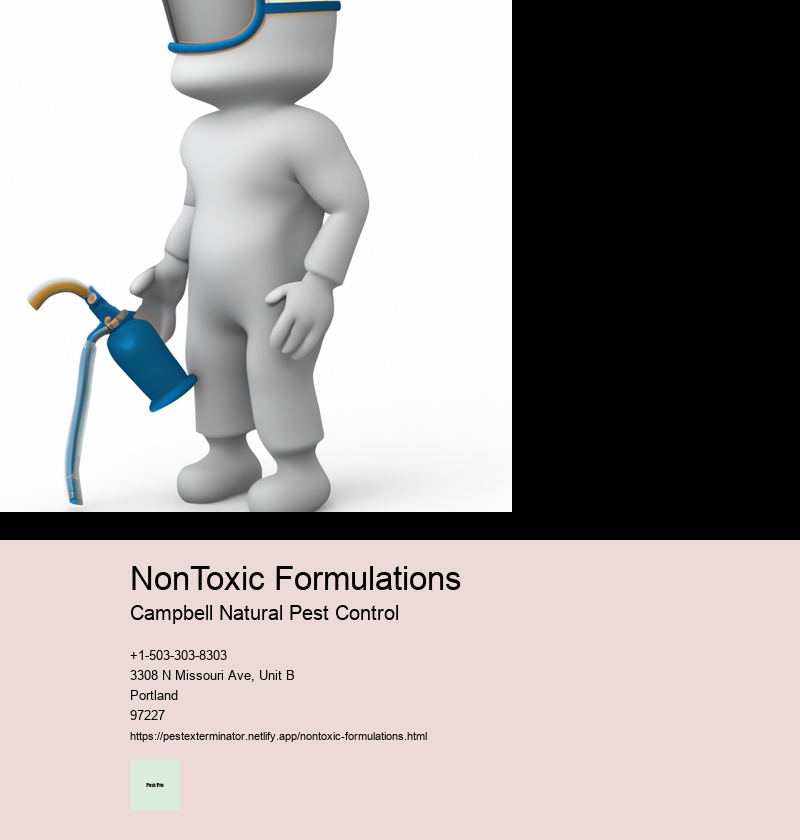 NonToxic Formulations
Campbell Natural Pest Control
+1-503-303-8303
3308 N Missouri Ave, Unit B
Portland
97227
https://pestexterminator.netlify.app/nontoxic-formulations.html
Pest Pro